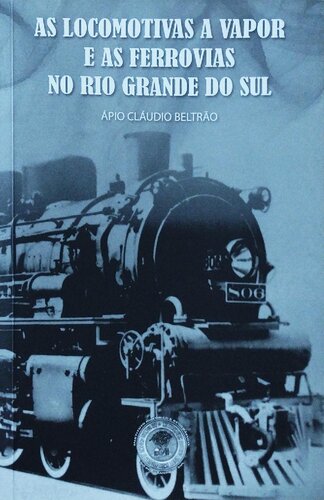 AS LOCOMOTIVAS A VAPOR
E AS FERROVIAS
NO RIO GRANDE DO SUL
ÁPIO CLÁUDIO BELTRÃO
806